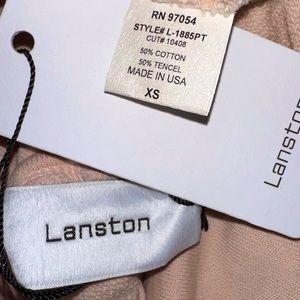 RN 97054
STYLE# L-1885PT
CUT# 10408
50% COTTON
50% TENCEL
MADE IN USA
XS
Lanston
Lanston